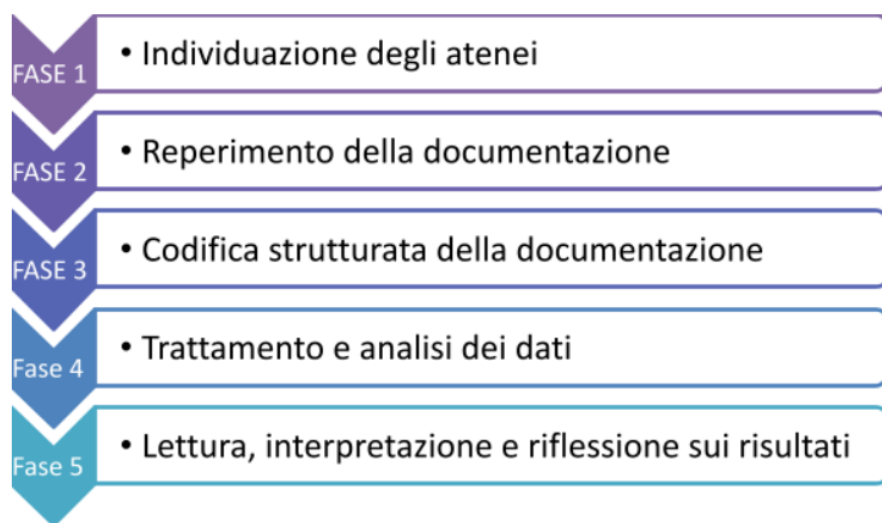 FASE 1
• Individuazione degli atenei
FASE 2
• Reperimento della documentazione
FASE 3
• Codifica strutturata della documentazione
Fase 4
• Trattamento e analisi dei dati
Fase 5
• Lettura, interpretazione e riflessione sui risultati